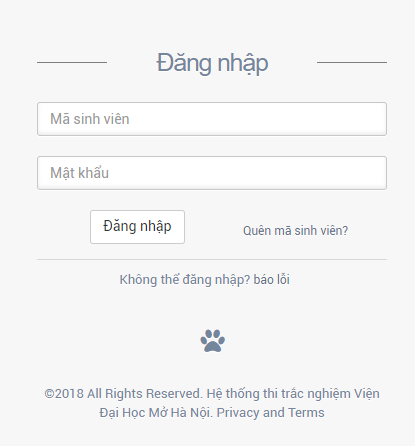 Đăng nhập
Mã sinh viên
Mật khẩu
Đăng nhập
Quên mã sinh viên?
Không thể đăng nhập? báo lỗi
©2018 All Rights Reserved. Hệ thống thi trắc nghiệm Viện
Đại Học Mở Hà Nội. Privacy and Terms